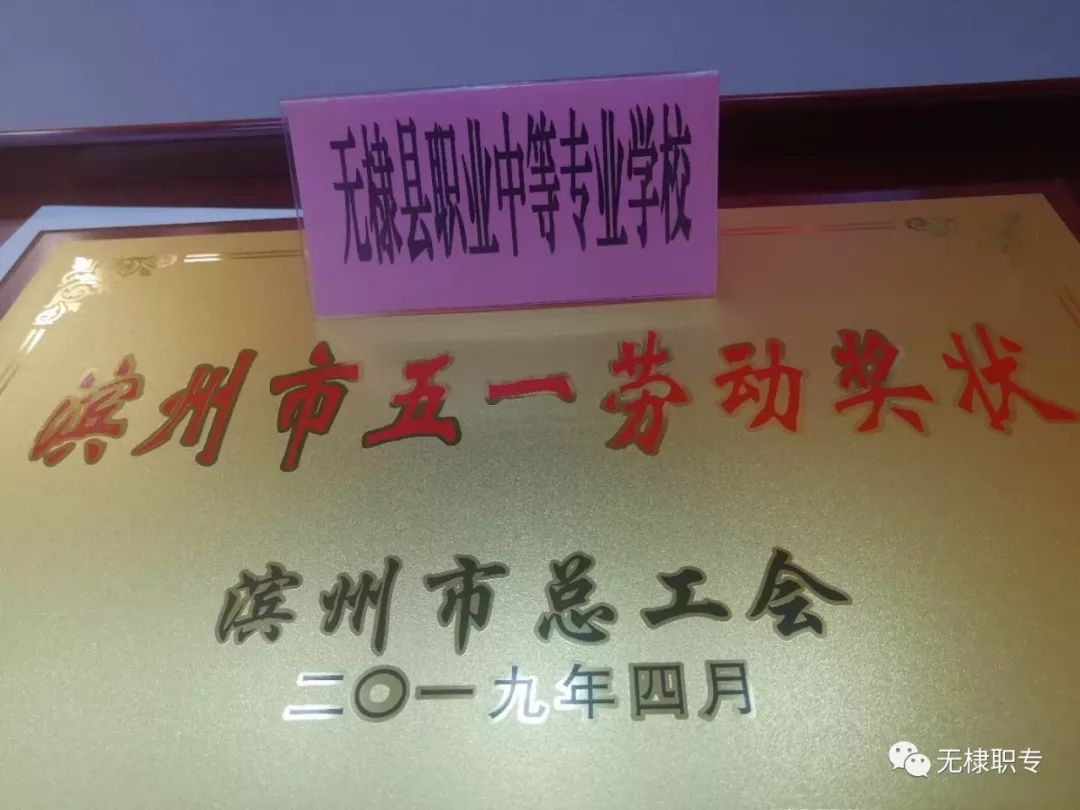 无棣县职业中等专业学校
滨州市五一劳动奖状
滨州市总工会
二〇一九年四月
无棣职专